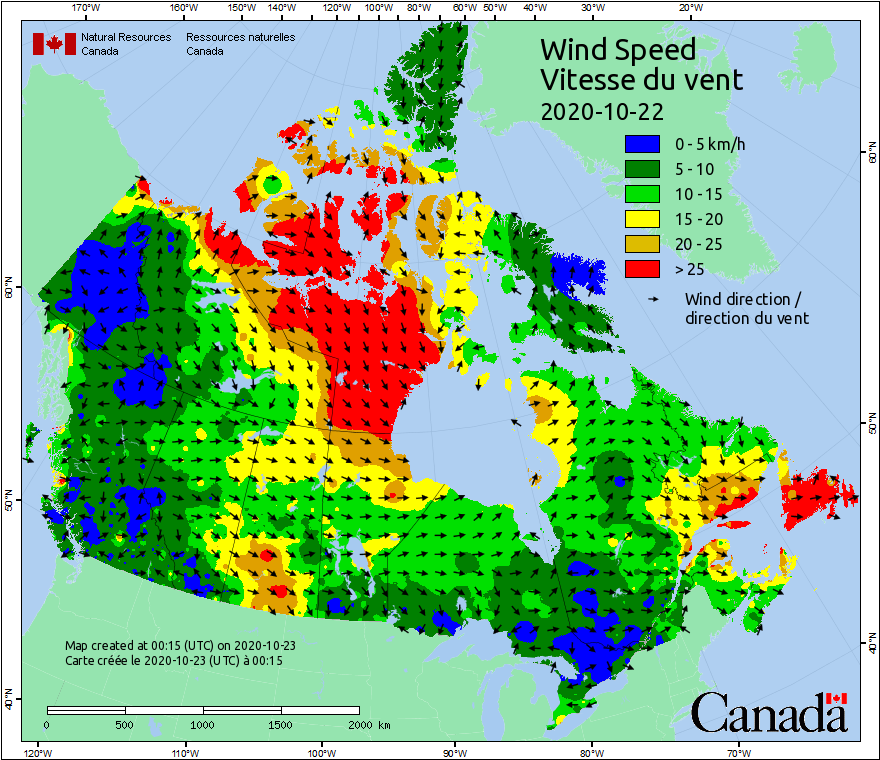 170°W 160°W 150°W 140°W 130°W 120°W 110°W 100°W 90°W 80°W 70°W 60°W 50°W 40°W 30°W 20°W
Natural Resources Ressources naturelles
Canada Canada
Wind Speed
Vitesse du vent
2020-10-22
0 - 5 km/h
5 - 10
10 - 15
15 - 20
20 - 25
> 25
Wind direction /
direction du vent
60°N
60°N
50°N
50°N
40°N
40°N
Map created at 00:15 (UTC) on 2020-10-23
Carte créée le 2020-10-23 (UTC) à 00:15
0 500 1000 1500 2000 km
Canada
120°W 110°W 100°W 90°W 80°W 70°W